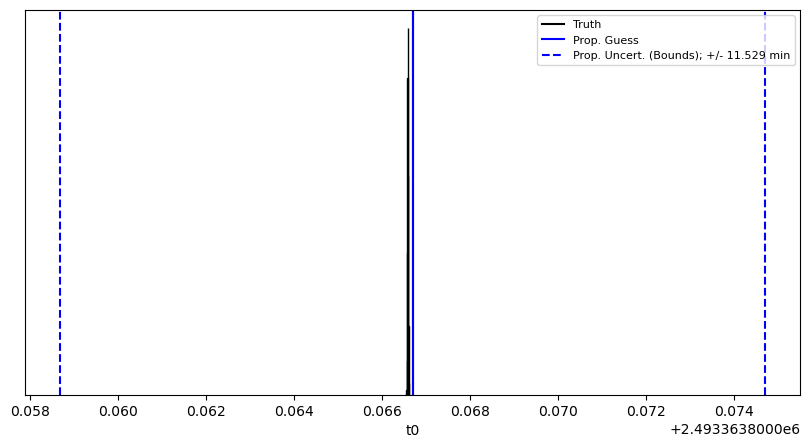 Truth
Prop. Guess
Prop. Uncert. (Bounds); +/- 11.529 min
0.058 0.060 0.062 0.064 0.066 0.068 0.070 0.072 0.074
t0
+2.4933638000e6